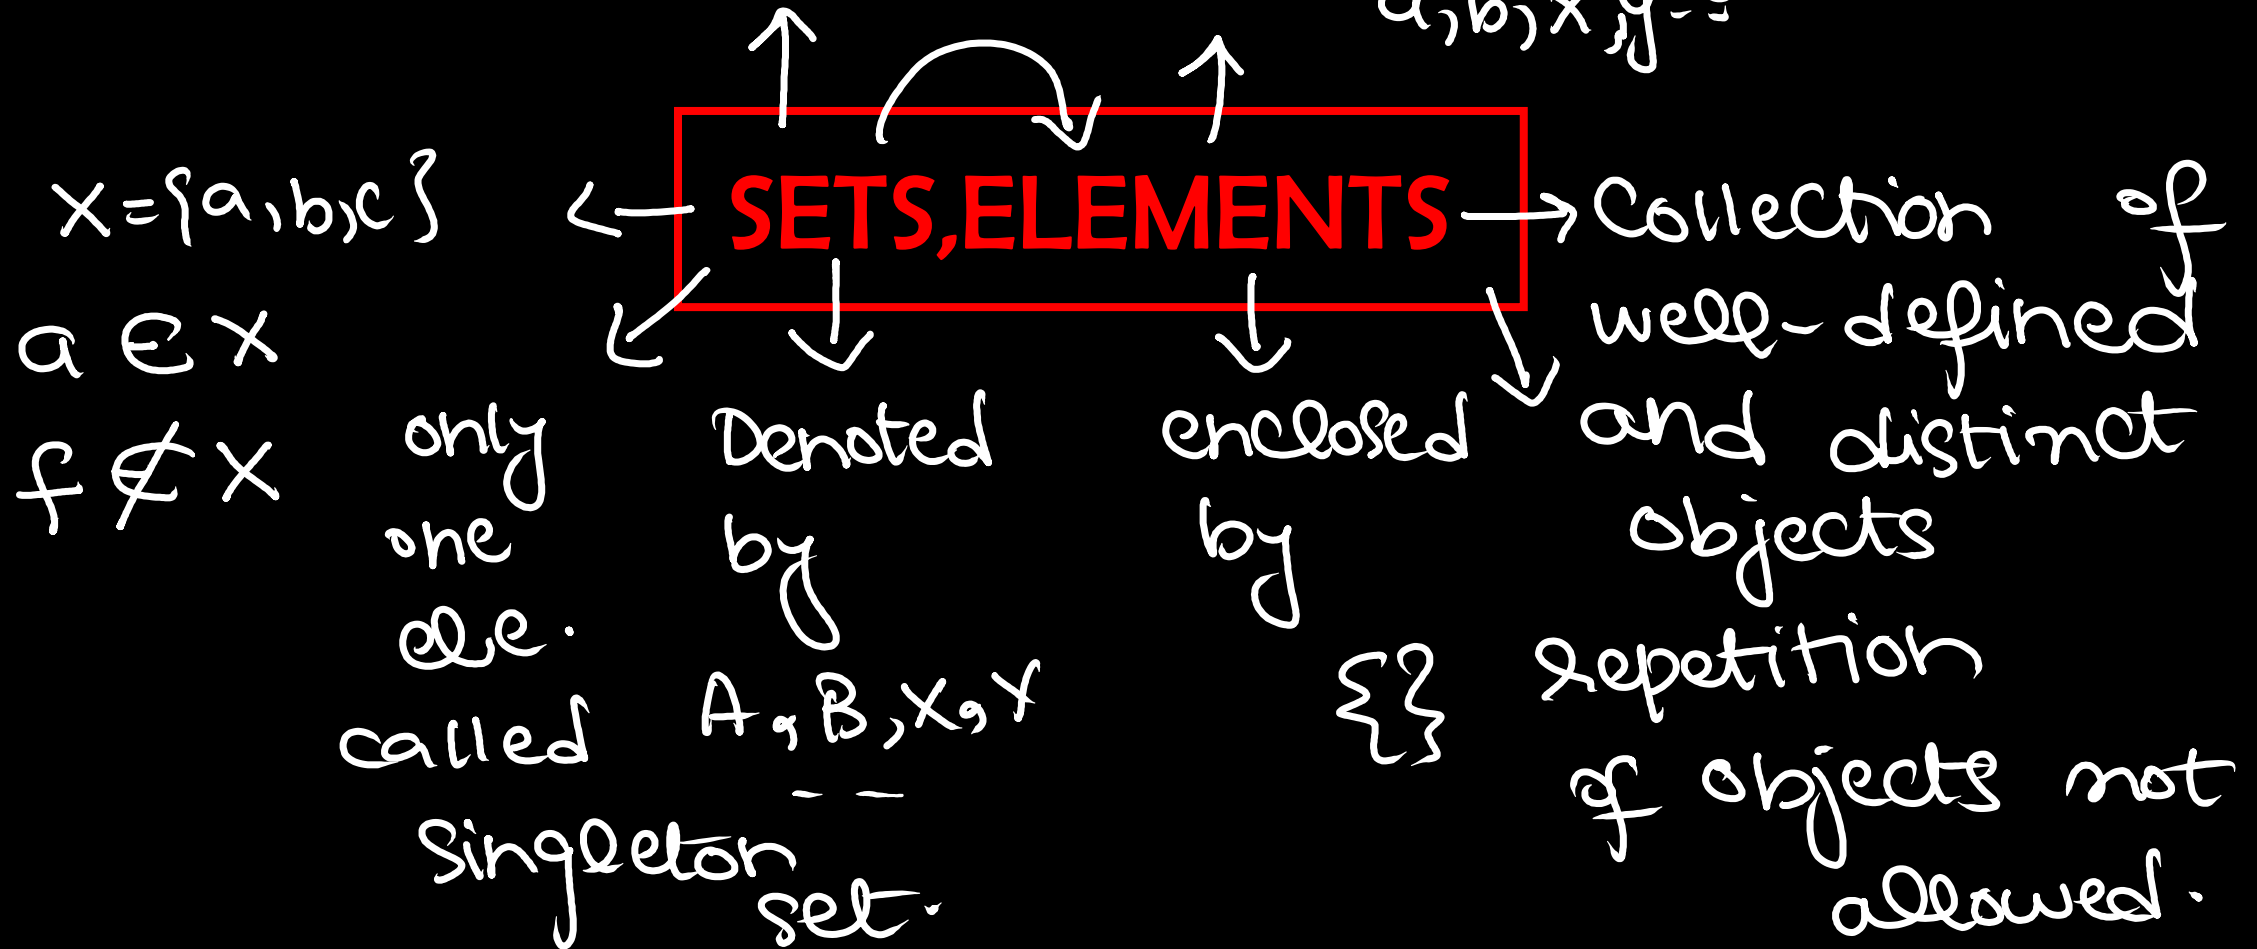 a, b, x, y --
SETS,ELEMENTS
x={a,b,c}
a ∈ x
f ∉ x
only
one
ele.
called
singleton
set.
Denoted
by
A, B, X, Y
- -
enclosed
by
{}
Collection of
well-defined
and distinct
objects
repetition
of objects not
allowed.